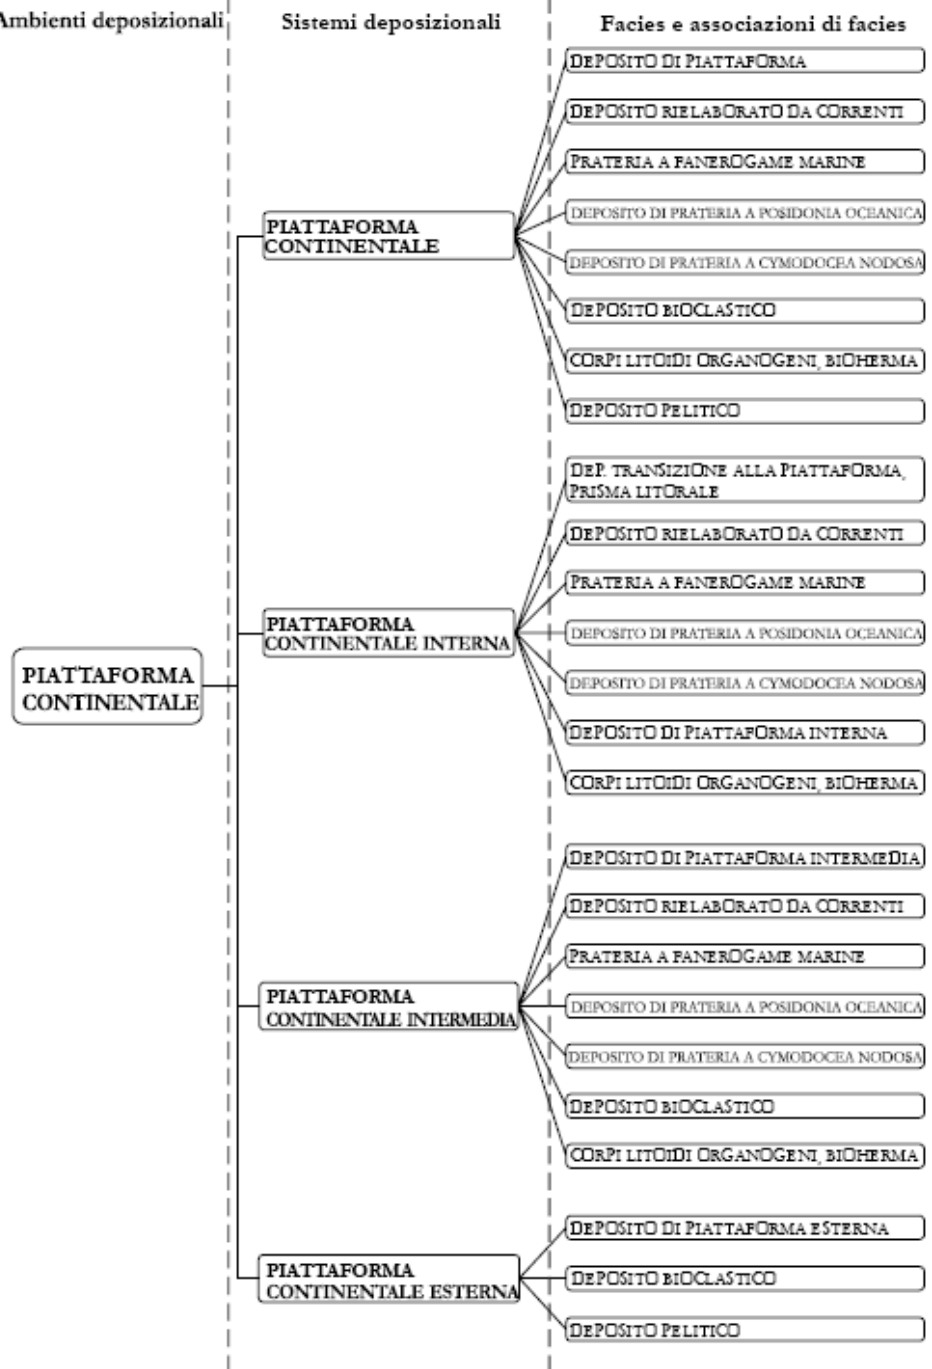 Ambienti deposizionali
Sistemi deposizionali
Facies e associazioni di facies
PIATTAFORMA
CONTINENTALE
PIATTAFORMA
CONTINENTALE
DEPOSITO DI PIATTAFORMA
DEPOSITO RIELABORATO DA CORRENTI
PRATERIA A FANEROGAME MARINE
DEPOSITO DI PRATERIA A POSIDONIA OCEANICA
DEPOSITO DI PRATERIA A CYMODOCEA NODOSA
DEPOSITO BIOCLASTICO
CORPI LITOIDI ORGANOGENI, BIOHERMA
DEPOSITO PELITICO
PIATTAFORMA
CONTINENTALE INTERNA
DEP. TRANSIZIONE ALLA PIATTAFORMA,
PRISMA LITORALE
DEPOSITO RIELABORATO DA CORRENTI
PRATERIA A FANEROGAME MARINE
DEPOSITO DI PRATERIA A POSIDONIA OCEANICA
DEPOSITO DI PRATERIA A CYMODOCEA NODOSA
DEPOSITO DI PIATTAFORMA INTERNA
CORPI LITOIDI ORGANOGENI, BIOHERMA
PIATTAFORMA
CONTINENTALE INTERMEDIA
DEPOSITO DI PIATTAFORMA INTERMEDIA
DEPOSITO RIELABORATO DA CORRENTI
PRATERIA A FANEROGAME MARINE
DEPOSITO DI PRATERIA A POSIDONIA OCEANICA
DEPOSITO DI PRATERIA A CYMODOCEA NODOSA
DEPOSITO BIOCLASTICO
CORPI LITOIDI ORGANOGENI, BIOHERMA
PIATTAFORMA
CONTINENTALE ESTERNA
DEPOSITO DI PIATTAFORMA ESTERNA
DEPOSITO BIOCLASTICO
DEPOSITO PELITICO